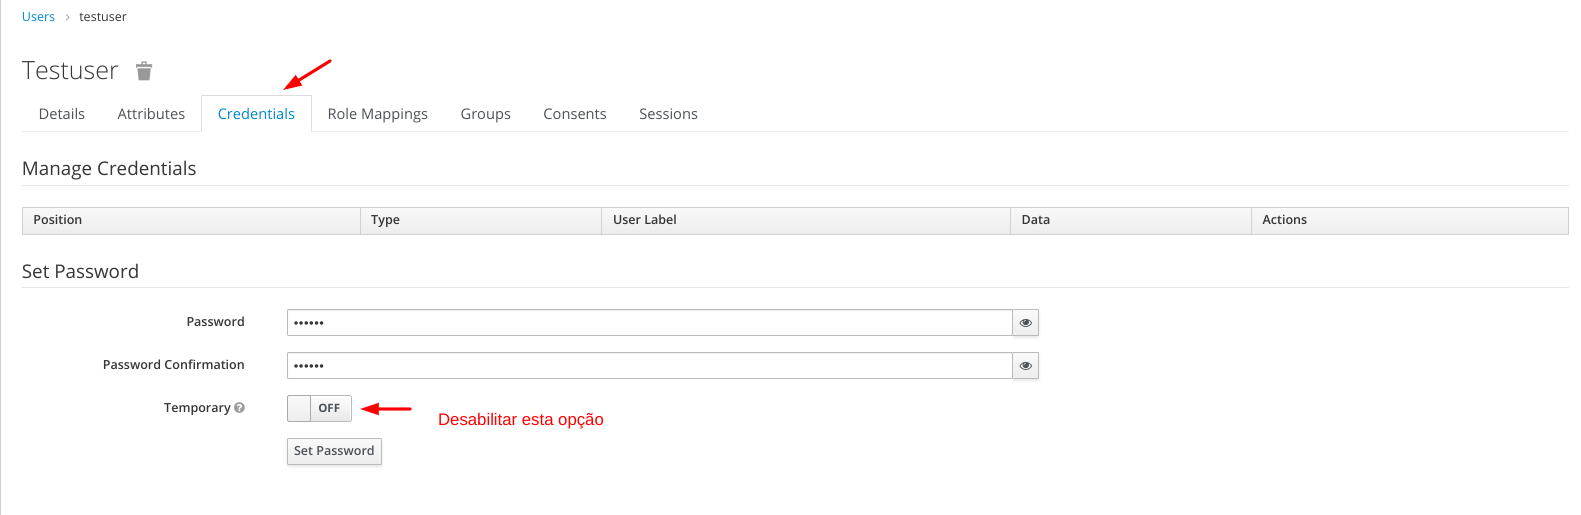 Users › testuser
Testuser
Details Attributes Credentials Role Mappings Groups Consents Sessions
Manage Credentials
Position Type User Label Data Actions
Set Password
Password ••••••
Password Confirmation ••••••
Temporary ? OFF
Desabilitar esta opção
Set Password